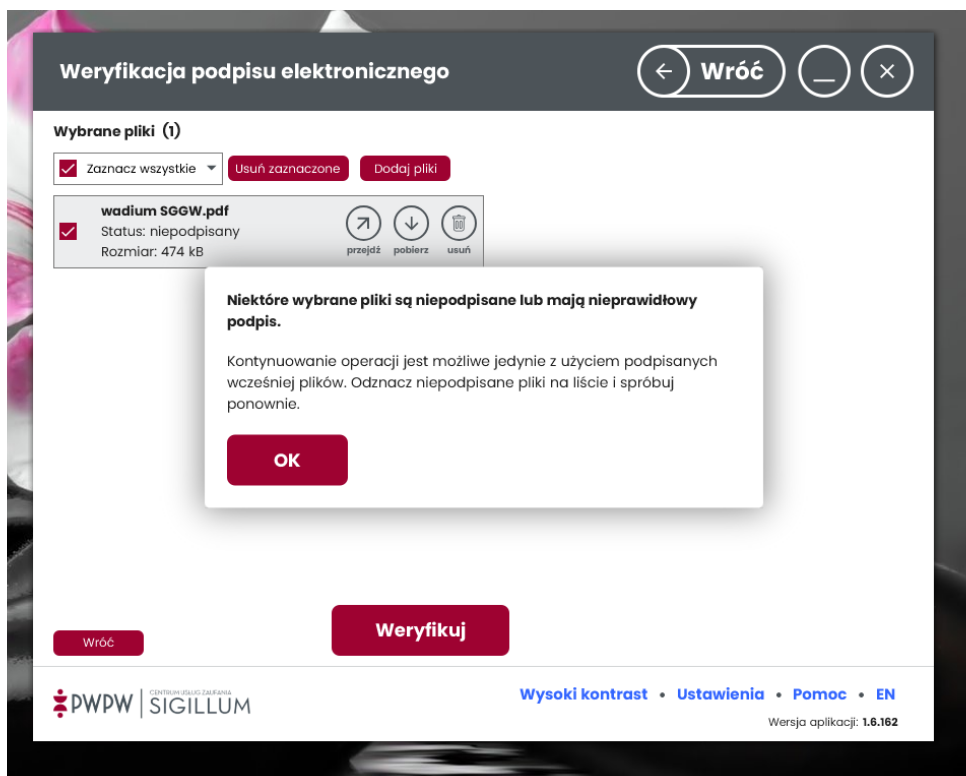 Weryfikacja podpisu elektronicznego
Wróć
Wybrane pliki (1)
Zaznacz wszystkie
Usuń zaznaczone
Dodaj pliki
wadium SGGW.pdf
Status: niepodpisany
Rozmiar: 474 kB
przejdź
pobierz
usuń
Niektóre wybrane pliki są niepodpisane lub mają nieprawidłowy
podpis.
Kontynuowanie operacji jest możliwe jedynie z użyciem podpisanych
wcześniej plików. Odznacz niepodpisane pliki na liście i spróbuj
ponownie.
OK
Weryfikuj
Wróć
PWPW
CENTRUM USŁUG ZAUFANIA
SIGILLUM
Wysoki kontrast • Ustawienia • Pomoc • EN
Wersja aplikacji: 1.6.162